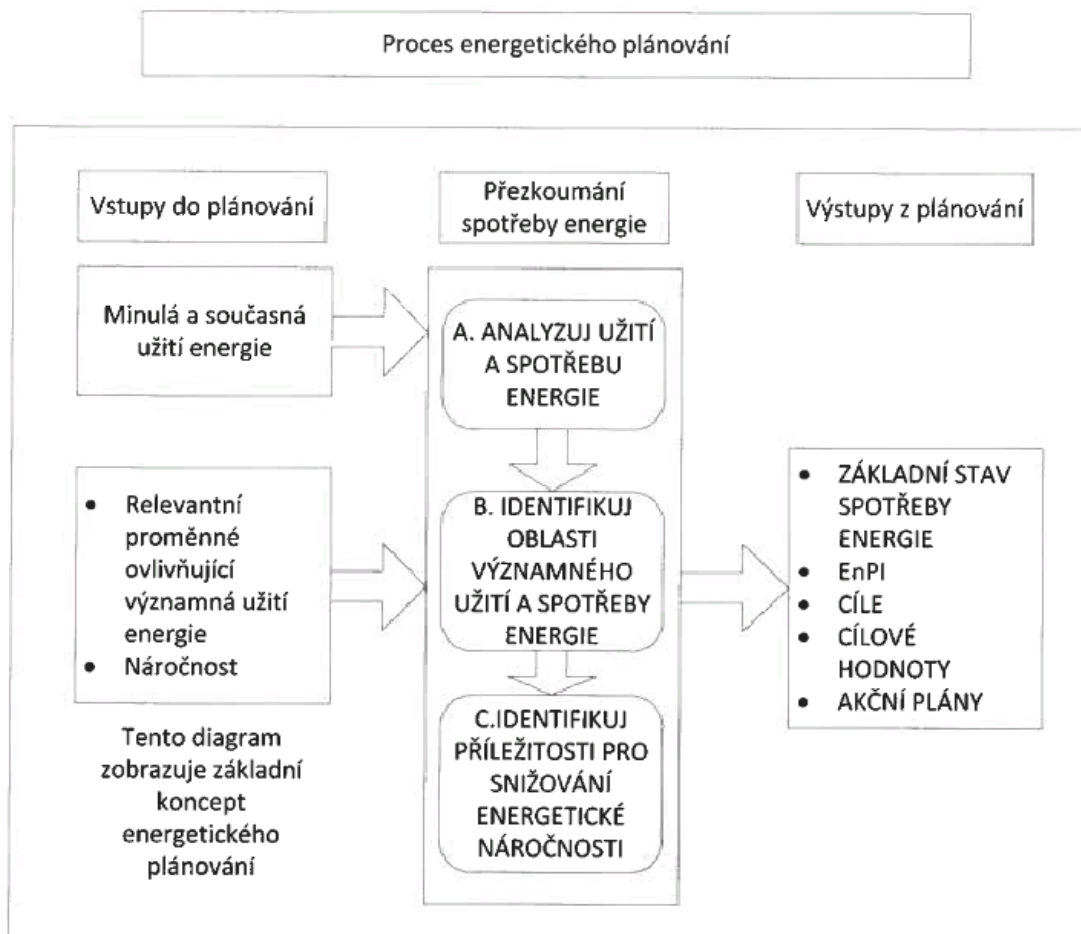 Proces energetického plánování
Vstupy do plánování
Minulá a současná
užití energie
• Relevantní
proměnné
ovlivňující
významná užití
energie
• Náročnost
Tento diagram
zobrazuje základní
koncept
energetického
plánování
Přezkoumání
spotřeby energie
A. ANALYZUJ UŽITÍ
A SPOTŘEBU
ENERGIE
B. IDENTIFIKUJ
OBLASTI
VÝZNAMNÉHO
UŽITÍ A SPOTŘEBY
ENERGIE
C.IDENTIFIKUJ
PŘÍLEŽITOSTI PRO
SNIŽOVÁNÍ
ENERGETICKÉ
NÁROČNOSTI
Výstupy z plánování
• ZÁKLADNÍ STAV
SPOTŘEBY
ENERGIE
• EnPI
• CÍLE
• CÍLOVÉ
HODNOTY
• AKČNÍ PLÁNY